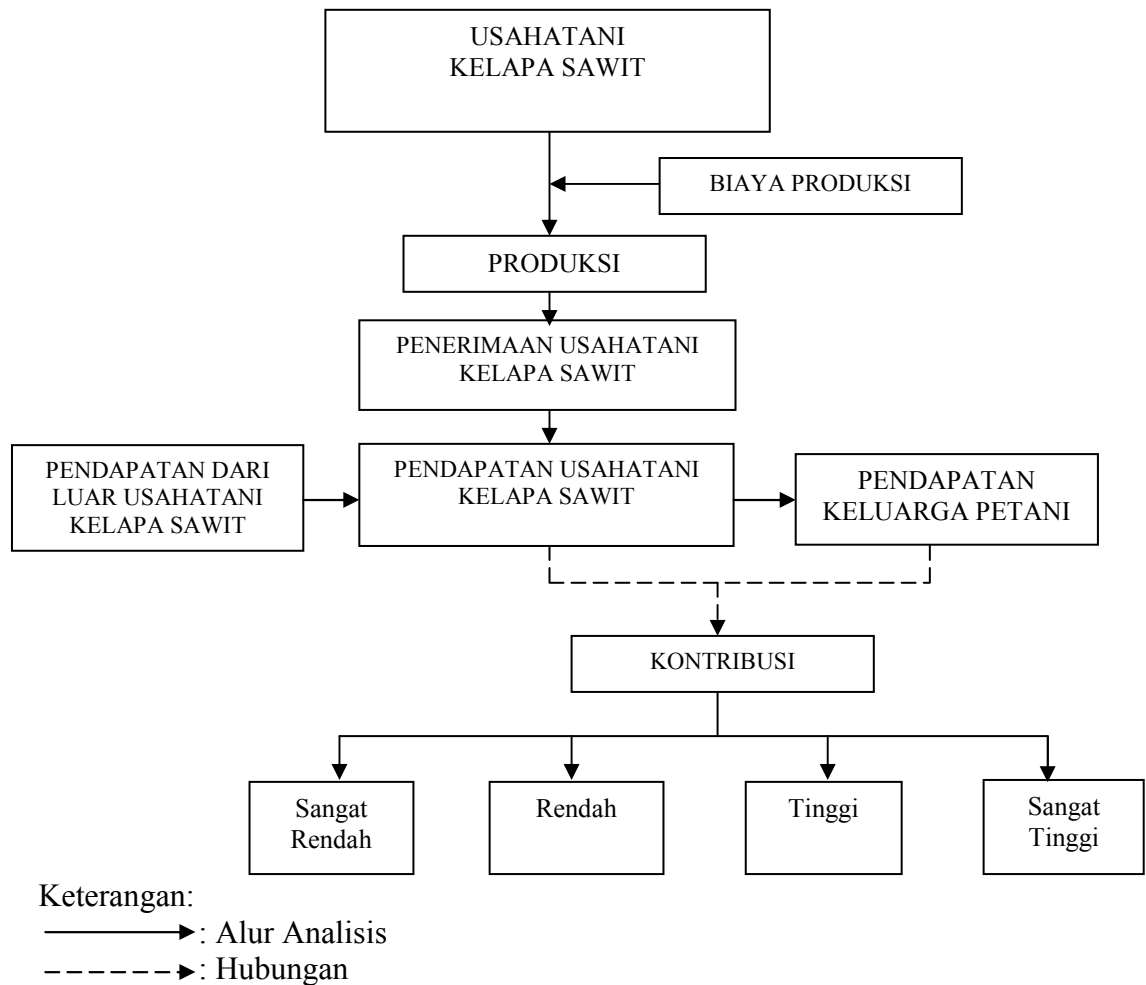 USAHATANI
KELAPA SAWIT
BIAYA PRODUKSI
PRODUKSI
PENERIMAAN USAHATANI
KELAPA SAWIT
PENDAPATAN DARI
LUAR USAHATANI
KELAPA SAWIT
PENDAPATAN USAHATANI
KELAPA SAWIT
PENDAPATAN
KELUARGA PETANI
KONTRIBUSI
Sangat
Rendah
Rendah
Tinggi
Sangat
Tinggi
Keterangan:
: Alur Analisis
: Hubungan